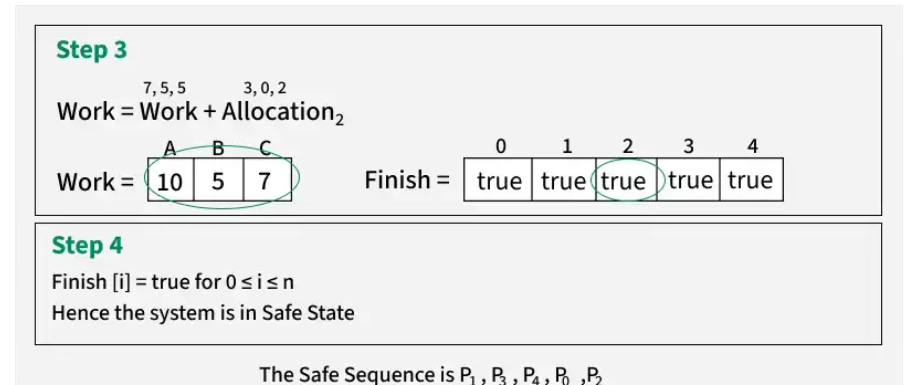 Step 3
7, 5, 5 3, 0, 2
Work = Work + Allocation₂
A B C
0 1 2 3 4
Work = 10 5 7 Finish = true true true true true
Step 4
Finish [i] = true for 0 ≤ i ≤ n
Hence the system is in Safe State
The Safe Sequence is P₁ , P₃ , P₄ , P₀ ,P₂